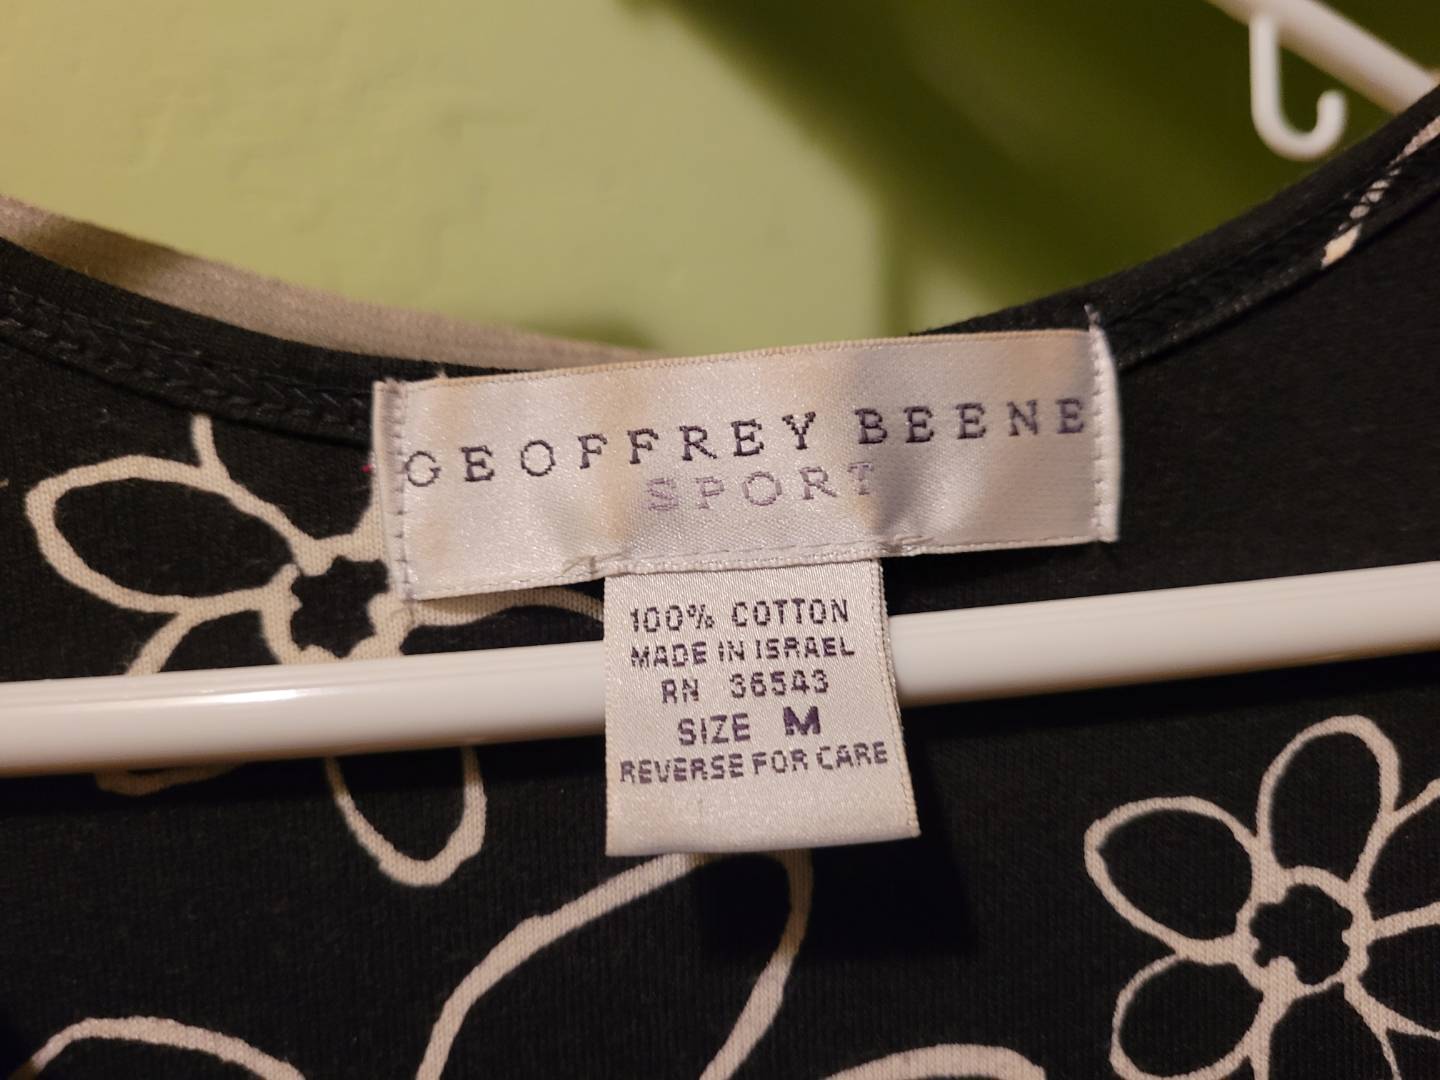 GEOFFREY BEENE
SPORT
100% COTTON
MADE IN ISRAEL
RN 36543
SIZE M
REVERSE FOR CARE